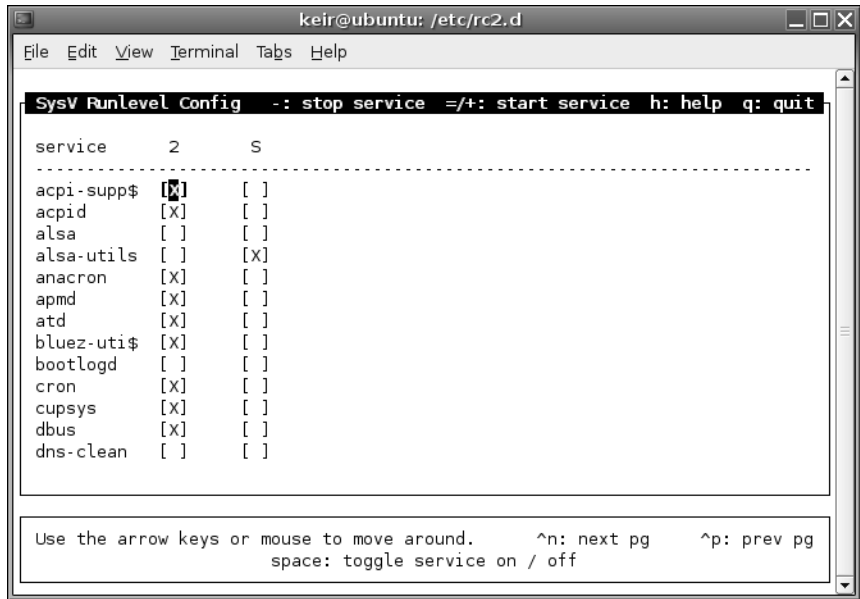 keir@ubuntu: /etc/rc2.d
File Edit View Terminal Tabs Help
SysV Runlevel Config -: stop service =/+: start service h: help q: quit
service 2 S
--------------------------------------------------------------------------
acpi-supp$ [X] [ ]
acpid [X] [ ]
alsa [ ] [ ]
alsa-utils [ ] [X]
anacron [X] [ ]
apmd [X] [ ]
atd [X] [ ]
bluez-uti$ [X] [ ]
bootlogd [ ] [ ]
cron [X] [ ]
cupsys [X] [ ]
dbus [X] [ ]
dns-clean [ ] [ ]
Use the arrow keys or mouse to move around. ^n: next pg ^p: prev pg
space: toggle service on / off